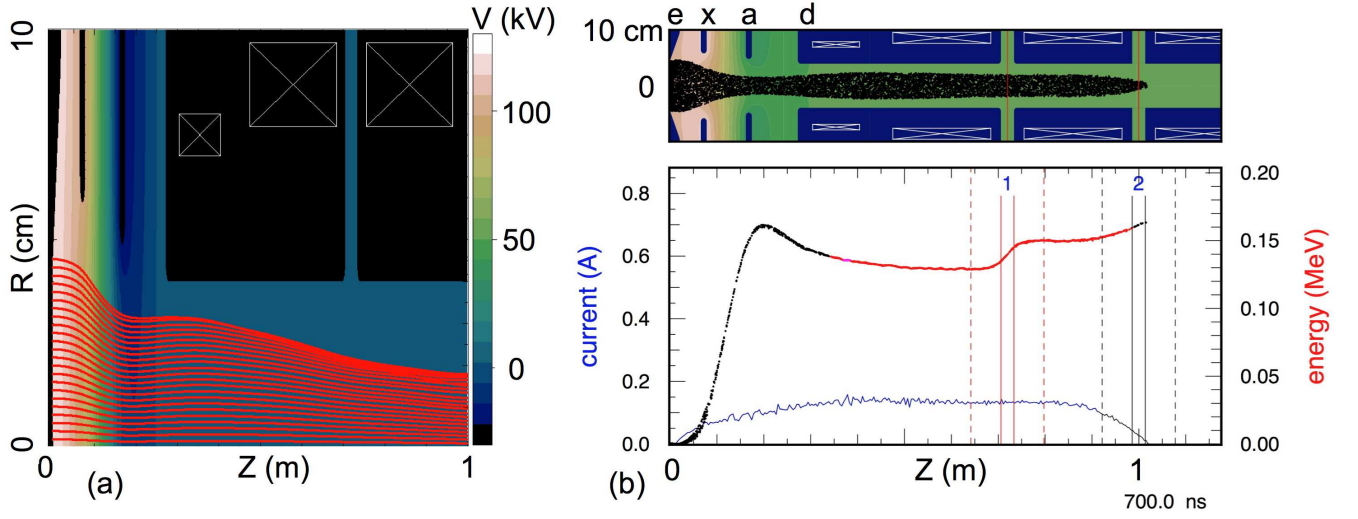 V (kV)
10
100
50
0
R (cm)
0
0
Z (m)
1
(a)
e x a d
10 cm
0
1
2
0.8
0.6
0.4
0.2
0.0
current (A)
0.20
0.15
0.10
0.05
0.00
energy (MeV)
0
Z (m)
1
(b)
700.0 ns